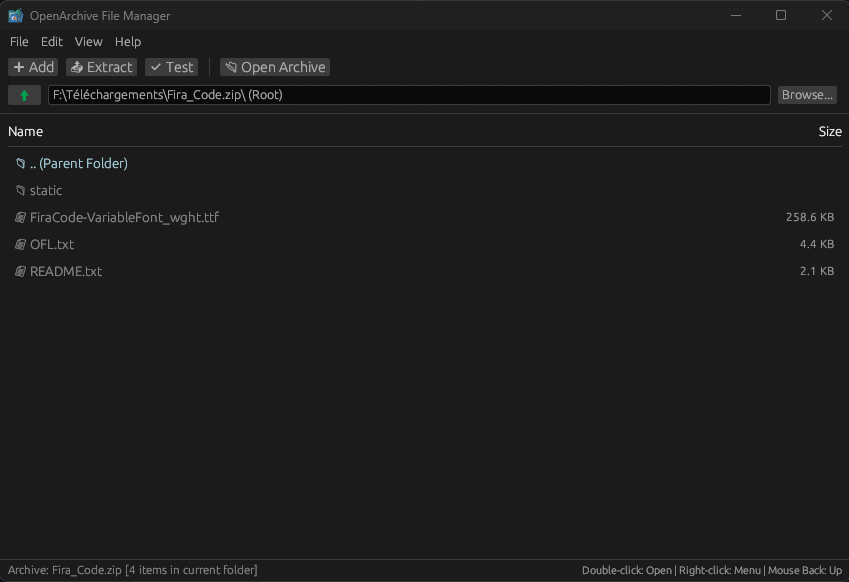 OpenArchive File Manager
File Edit View Help
+ Add Extract Test Open Archive
F:\Téléchargements\Fira_Code.zip\ (Root) Browse...
Name Size
.. (Parent Folder)
static
FiraCode-VariableFont_wght.ttf 258.6 KB
OFL.txt 4.4 KB
README.txt 2.1 KB
Archive: Fira_Code.zip [4 items in current folder] Double-click: Open | Right-click: Menu | Mouse Back: Up